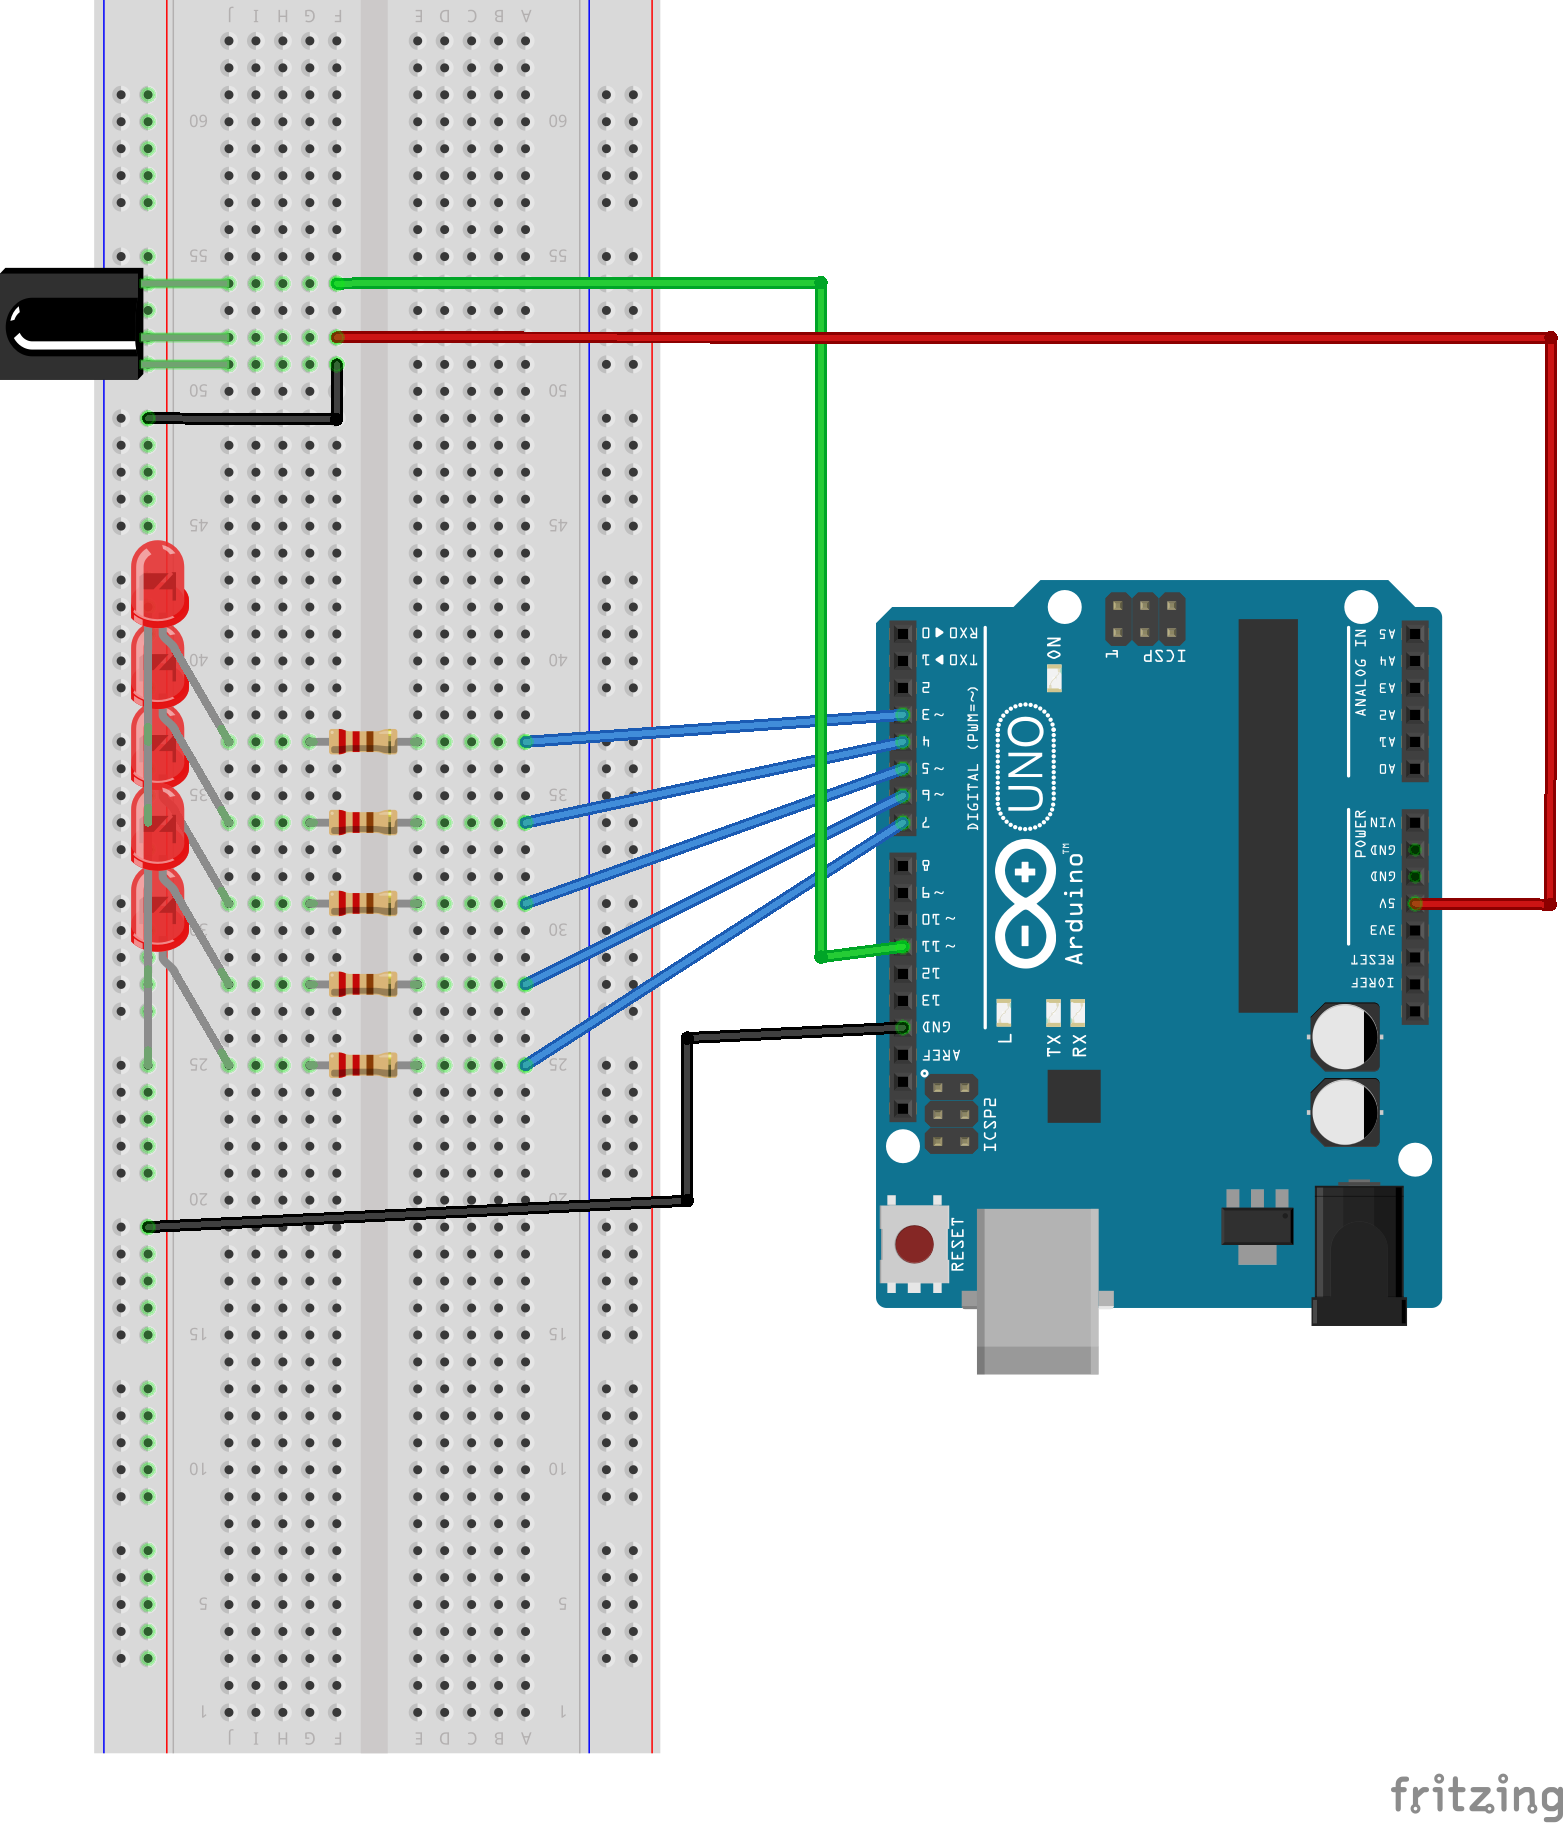 J I H G F E D C B A
60 60
55 55
50 50
45 45
40 40
35 35
30 30
25 25
20 20
15 15
10 10
5 5
1 1
J I H G F E D C B A
RXD ◀ 0
TXD ▶ 1
2
~ 3
4
~ 5
~ 6
7
8
~ 9
~ 10
~ 11
12
13
GND
AREF
DIGITAL (PWM=~)
ON
1
ICSP
UNO
Arduino™
L
TX
RX
ICSP2
RESET
ANALOG IN
A5
A4
A3
A2
A1
A0
POWER
VIN
GND
GND
5V
3V3
RESET
IOREF
fritzing